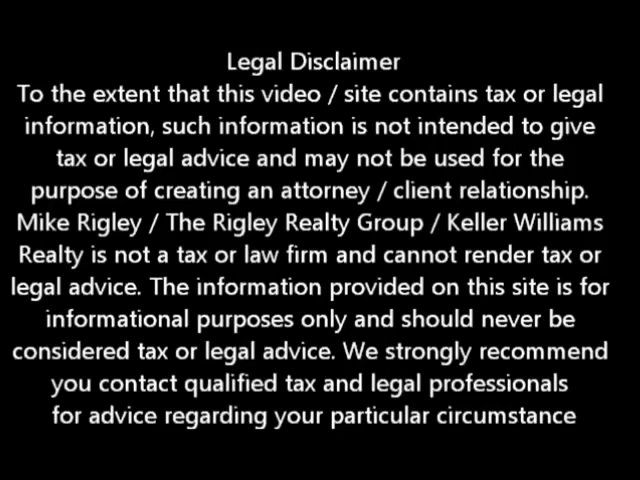 Legal Disclaimer
To the extent that this video / site contains tax or legal
information, such information is not intended to give
tax or legal advice and may not be used for the
purpose of creating an attorney / client relationship.
Mike Rigley / The Rigley Realty Group / Keller Williams
Realty is not a tax or law firm and cannot render tax or
legal advice. The information provided on this site is for
informational purposes only and should never be
considered tax or legal advice. We strongly recommend
you contact qualified tax and legal professionals
for advice regarding your particular circumstance